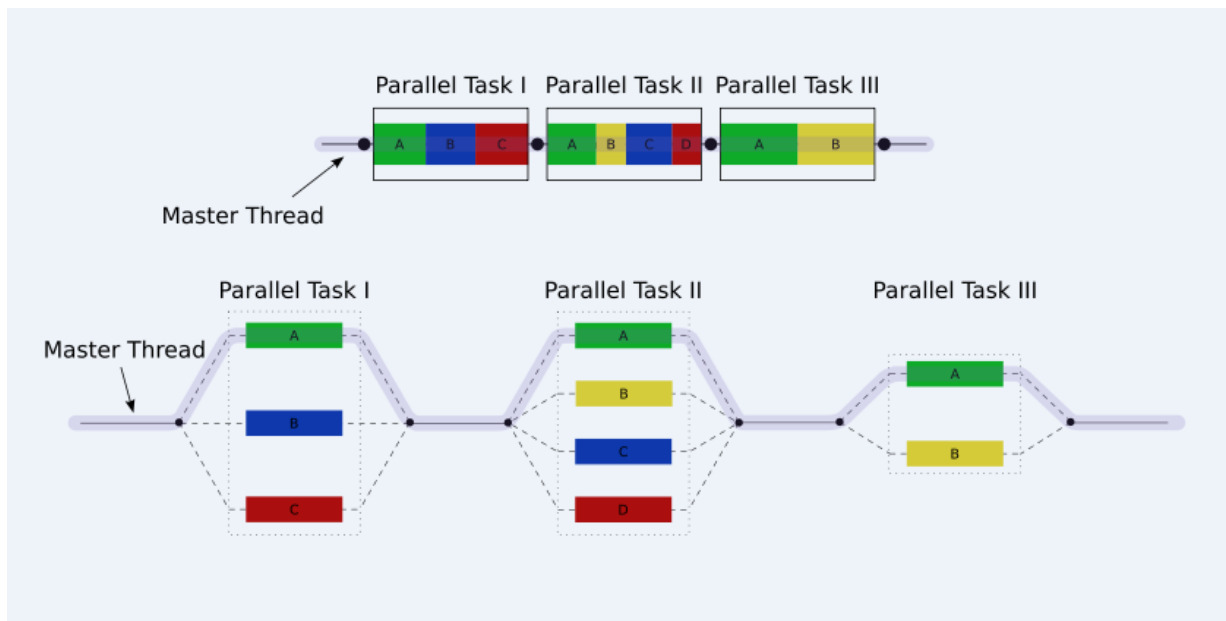 Parallel Task I Parallel Task II Parallel Task III
A B C A B C D A B
Master Thread
Parallel Task I Parallel Task II Parallel Task III
A A
Master Thread
A
B
B
C
B
C D